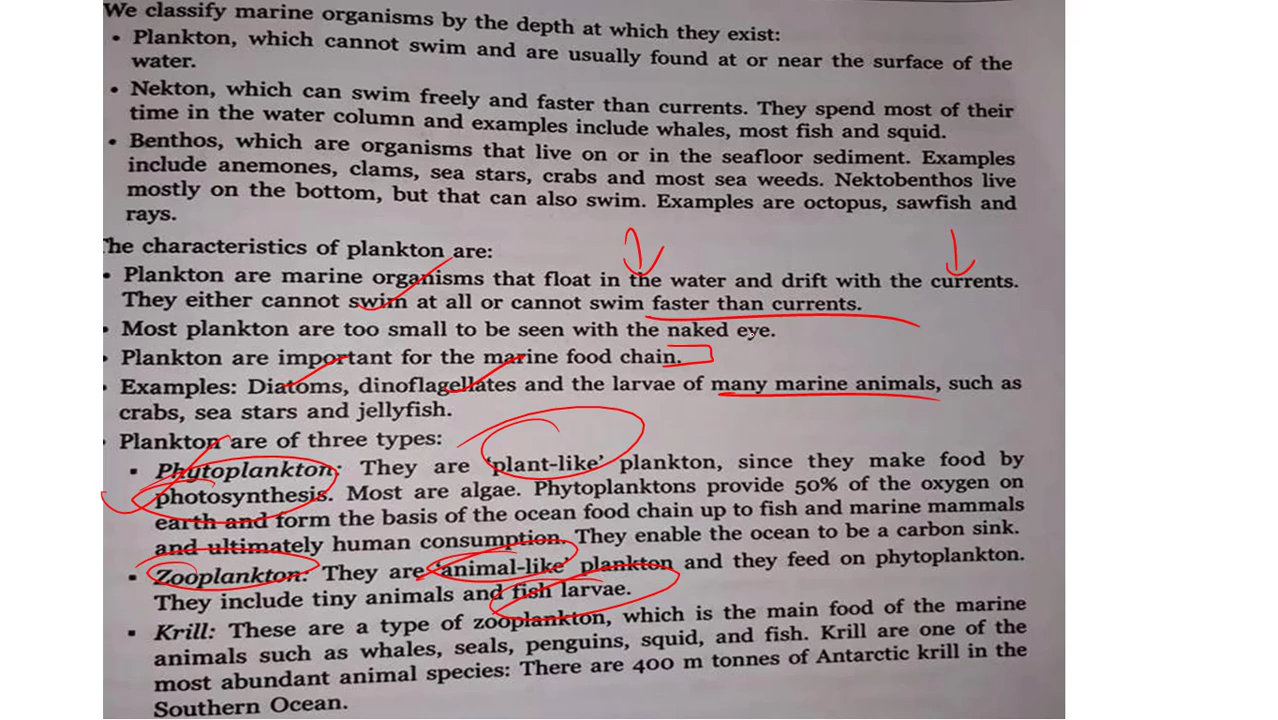 We classify marine organisms by the depth at which they exist:
• Plankton, which cannot swim and are usually found at or near the surface of the
water.
• Nekton, which can swim freely and faster than currents. They spend most of their
time in the water column and examples include whales, most fish and squid.
• Benthos, which are organisms that live on or in the seafloor sediment. Examples
include anemones, clams, sea stars, crabs and most sea weeds. Nektobenthos live
mostly on the bottom, but that can also swim. Examples are octopus, sawfish and
rays.
The characteristics of plankton are:
• Plankton are marine organisms that float in the water and drift with the currents.
They either cannot swim at all or cannot swim faster than currents.
• Most plankton are too small to be seen with the naked eye.
• Plankton are important for the marine food chain.
• Examples: Diatoms, dinoflagellates and the larvae of many marine animals, such as
crabs, sea stars and jellyfish.
• Plankton are of three types:
▪ Phytoplankton: They are 'plant-like' plankton, since they make food by
photosynthesis. Most are algae. Phytoplanktons provide 50% of the oxygen on
earth and form the basis of the ocean food chain up to fish and marine mammals
and ultimately human consumption. They enable the ocean to be a carbon sink.
▪ Zooplankton: They are 'animal-like' plankton and they feed on phytoplankton.
They include tiny animals and fish larvae.
▪ Krill: These are a type of zooplankton, which is the main food of the marine
animals such as whales, seals, penguins, squid, and fish. Krill are one of the
most abundant animal species: There are 400 m tonnes of Antarctic krill in the
Southern Ocean.